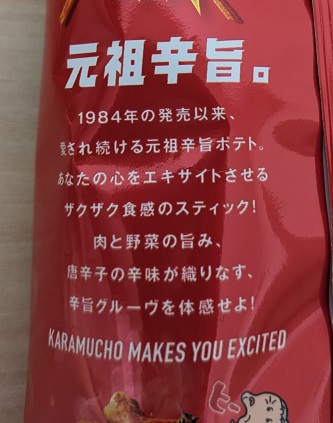 元祖辛旨。
1984年の発売以来、
愛され続ける元祖辛旨ポテト。
あなたの心をエキサイトさせる
ザクザク食感のスティック!
肉と野菜の旨み、
唐辛子の辛味が織りなす、
辛旨グルーヴを体感せよ!
KARAMUCHO MAKES YOU EXCITED
ヒー